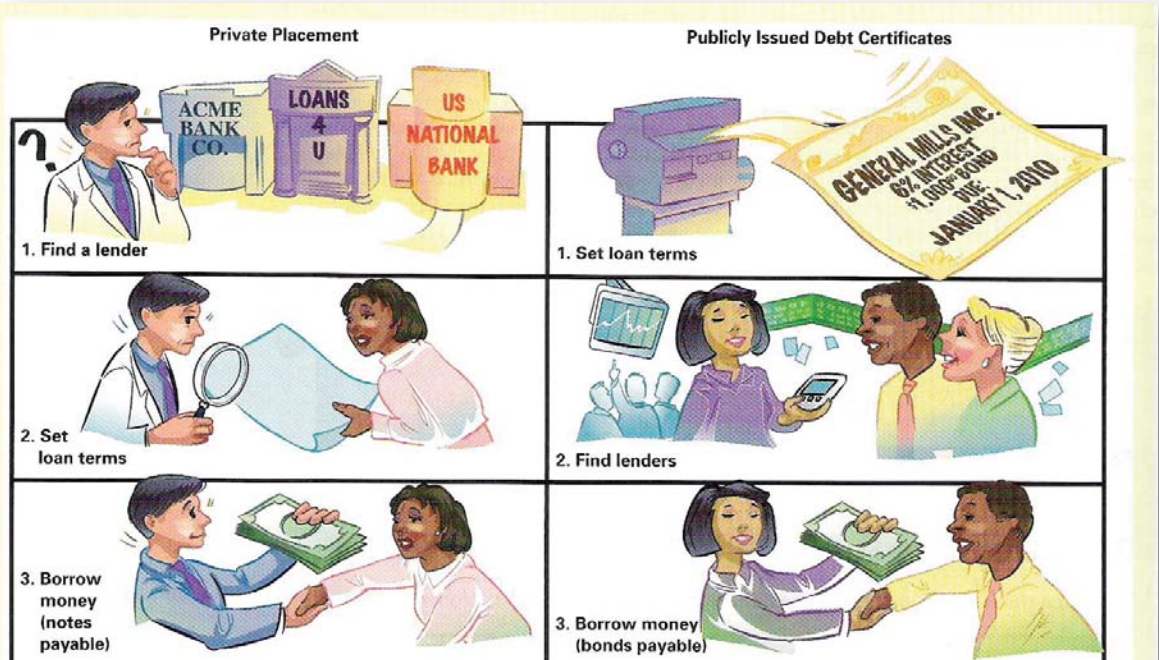 Private Placement
Publicly Issued Debt Certificates
?
ACME
BANK
CO.
LOANS
4
U
US
NATIONAL
BANK
1. Find a lender
GENERAL MILLS INC.
6% INTEREST
$1,000 BOND
DUE:
JANUARY 1, 2010
1. Set loan terms
2. Set
loan terms
2. Find lenders
3. Borrow
money
(notes
payable)
3. Borrow money
(bonds payable)